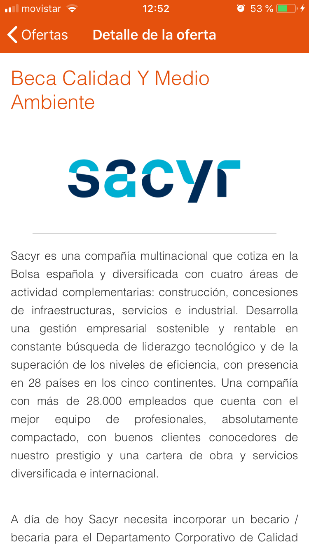 movistar 12:52 53 %
Ofertas Detalle de la oferta
Beca Calidad Y Medio
Ambiente
sacyr
Sacyr es una compañía multinacional que cotiza en la
Bolsa española y diversificada con cuatro áreas de
actividad complementarias: construcción, concesiones
de infraestructuras, servicios e industrial. Desarrolla
una gestión empresarial sostenible y rentable en
constante búsqueda de liderazgo tecnológico y de la
superación de los niveles de eficiencia, con presencia
en 28 países en los cinco continentes. Una compañía
con más de 28.000 empleados que cuenta con el
mejor equipo de profesionales, absolutamente
compactado, con buenos clientes conocedores de
nuestro prestigio y una cartera de obra y servicios
diversificada e internacional.
A día de hoy Sacyr necesita incorporar un becario /
becaria para el Departamento Corporativo de Calidad